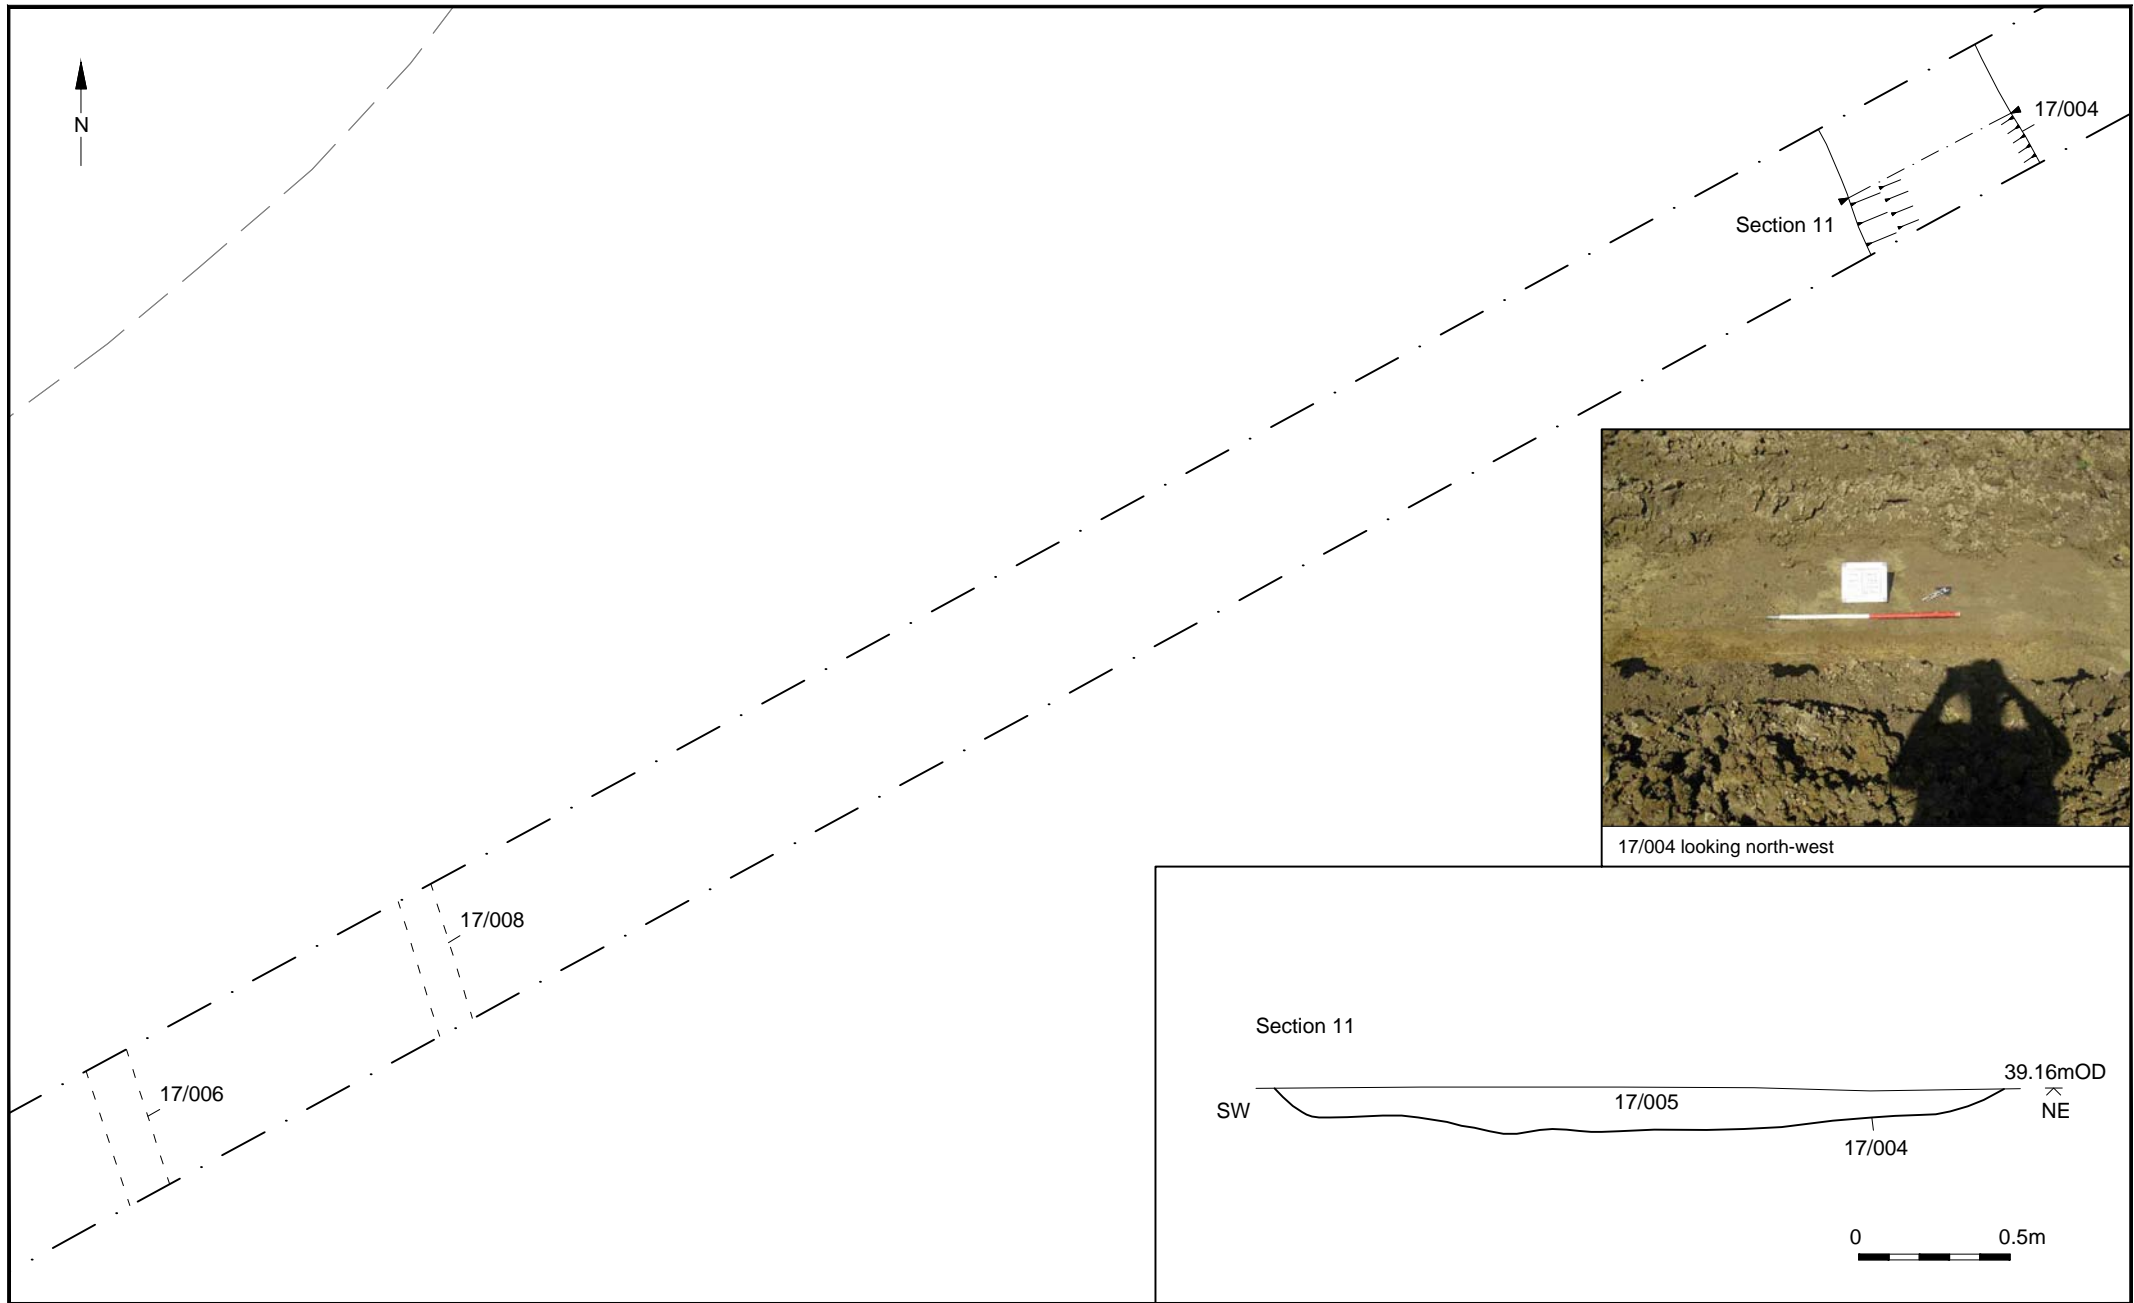 N
17/004
Section 11
17/008
17/006
17/004 looking north-west
Section 11
39.16mOD
SW
17/005
NE
17/004
0 0.5m